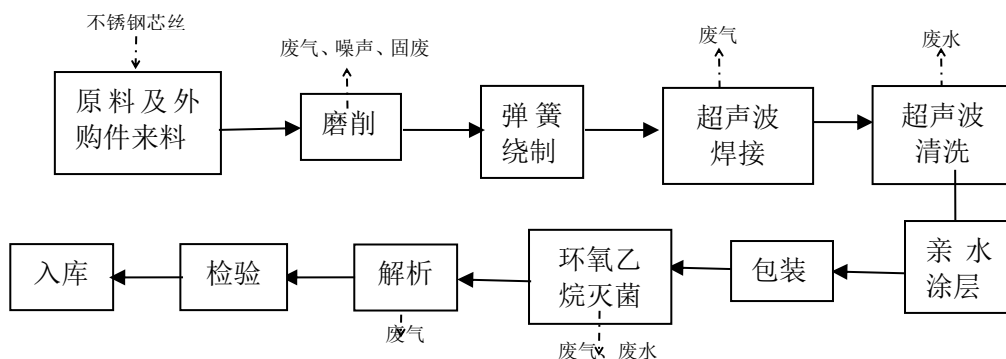 不锈钢芯丝
废气、噪声、固废
废气
废水
原料及外
购件来料
磨削
弹簧
绕制
超声波
焊接
超声波
清洗
入库
检验
解析
环氧乙
烷灭菌
包装
亲水
涂层
废气
废气、废水